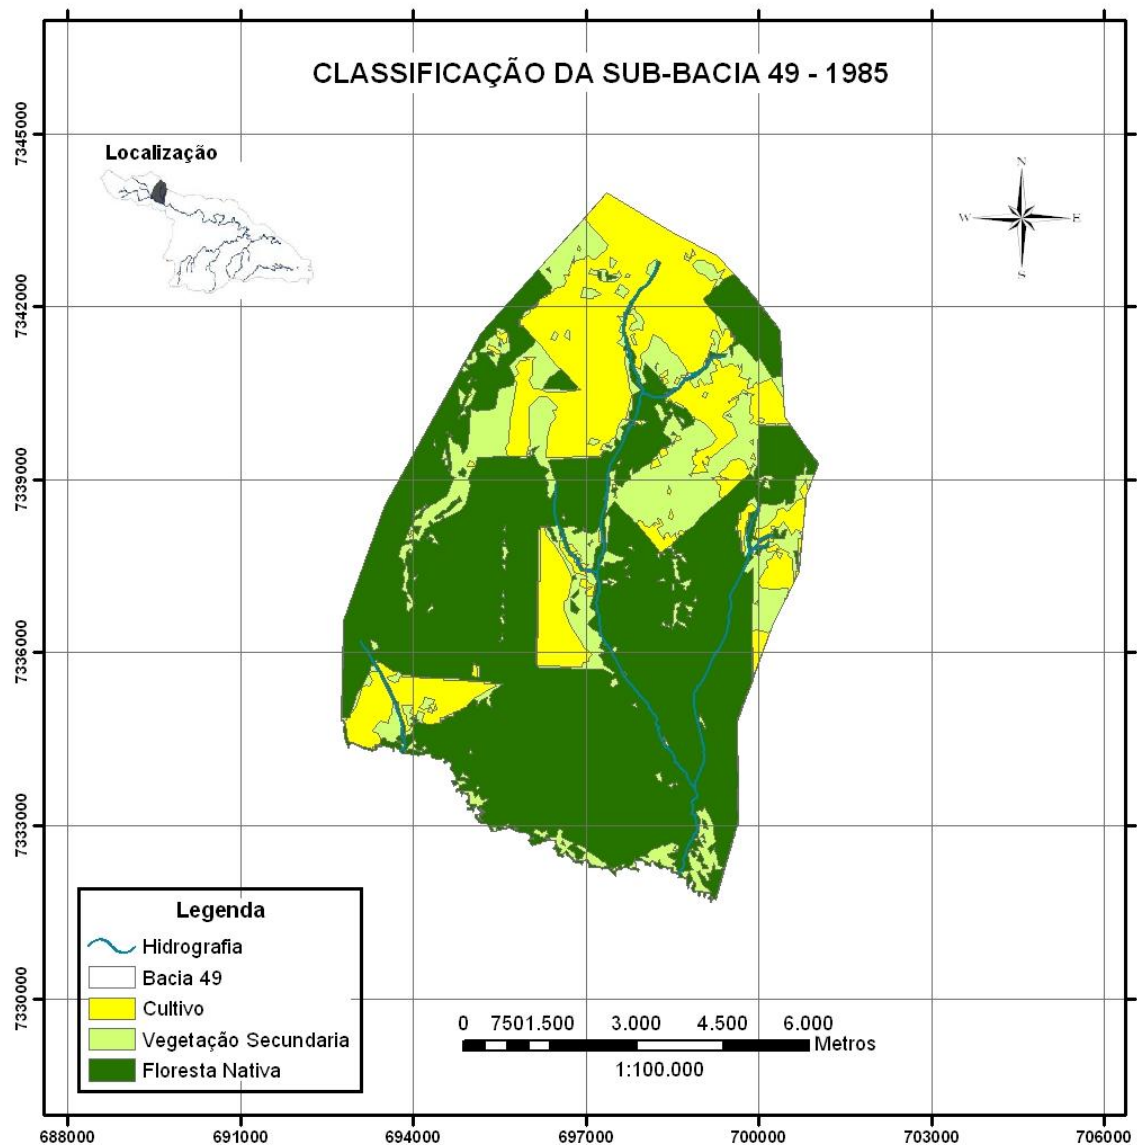 CLASSIFICAÇÃO DA SUB-BACIA 49 - 1985
Localização
N
W E
S
7345000
7342000
7339000
7336000
7333000
7330000
Legenda
Hidrografia
Bacia 49
Cultivo
Vegetação Secundaria
Floresta Nativa
0 750 1.500 3.000 4.500 6.000
Metros
1:100.000
688000 691000 694000 697000 700000 703000 706000